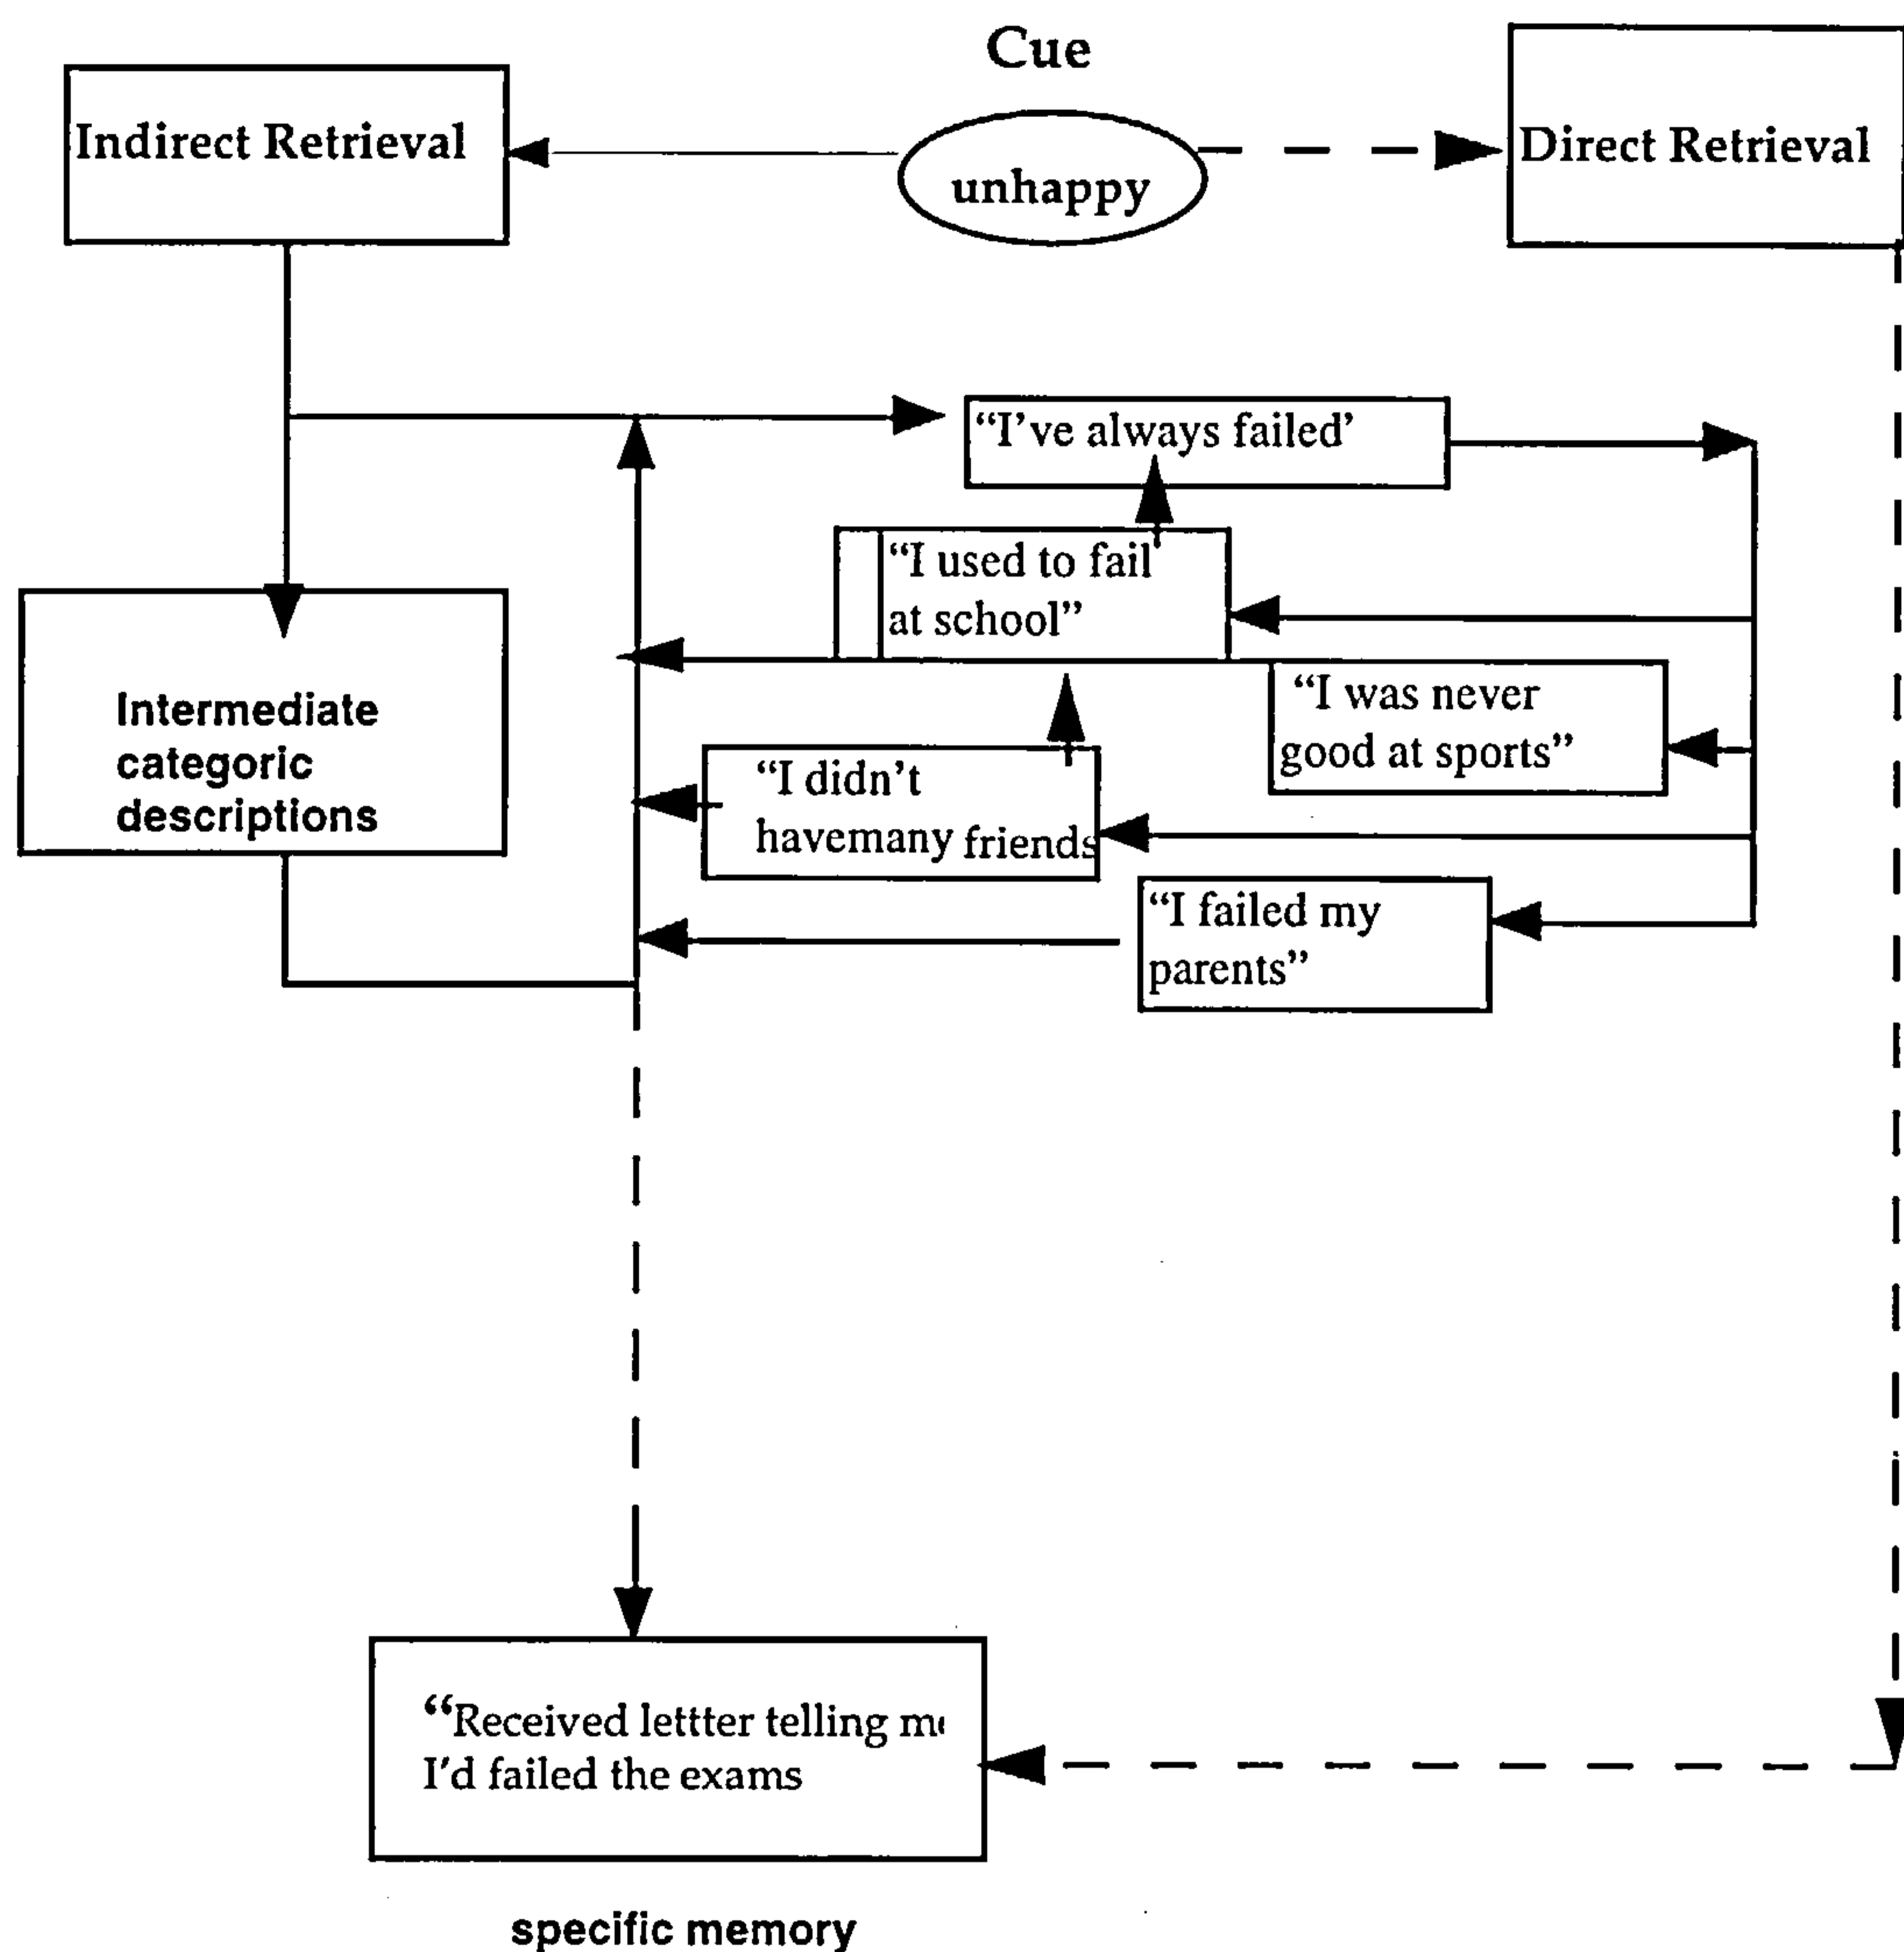 Cue
Indirect Retrieval
unhappy
Direct Retrieval
“I’ve always failed’
“I used to fail
at school”
“I was never
good at sports”
Intermediate
categoric
descriptions
“I didn’t
havemany friends
“I failed my
parents”
“Received lettter telling me
I’d failed the exams
specific memory